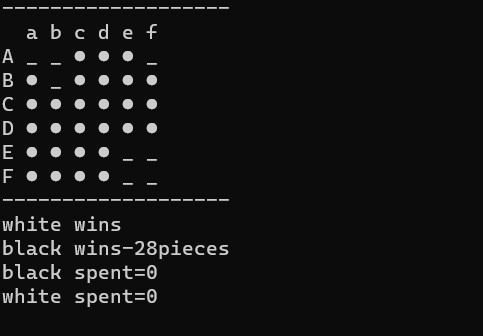 -------------------
  a b c d e f
A _ _ ● ● ● _
B ● _ ● ● ● ●
C ● ● ● ● ● ●
D ● ● ● ● ● ●
E ● ● ● ● _ _
F ● ● ● ● _ _
-------------------
white wins
black wins-28pieces
black spent=0
white spent=0